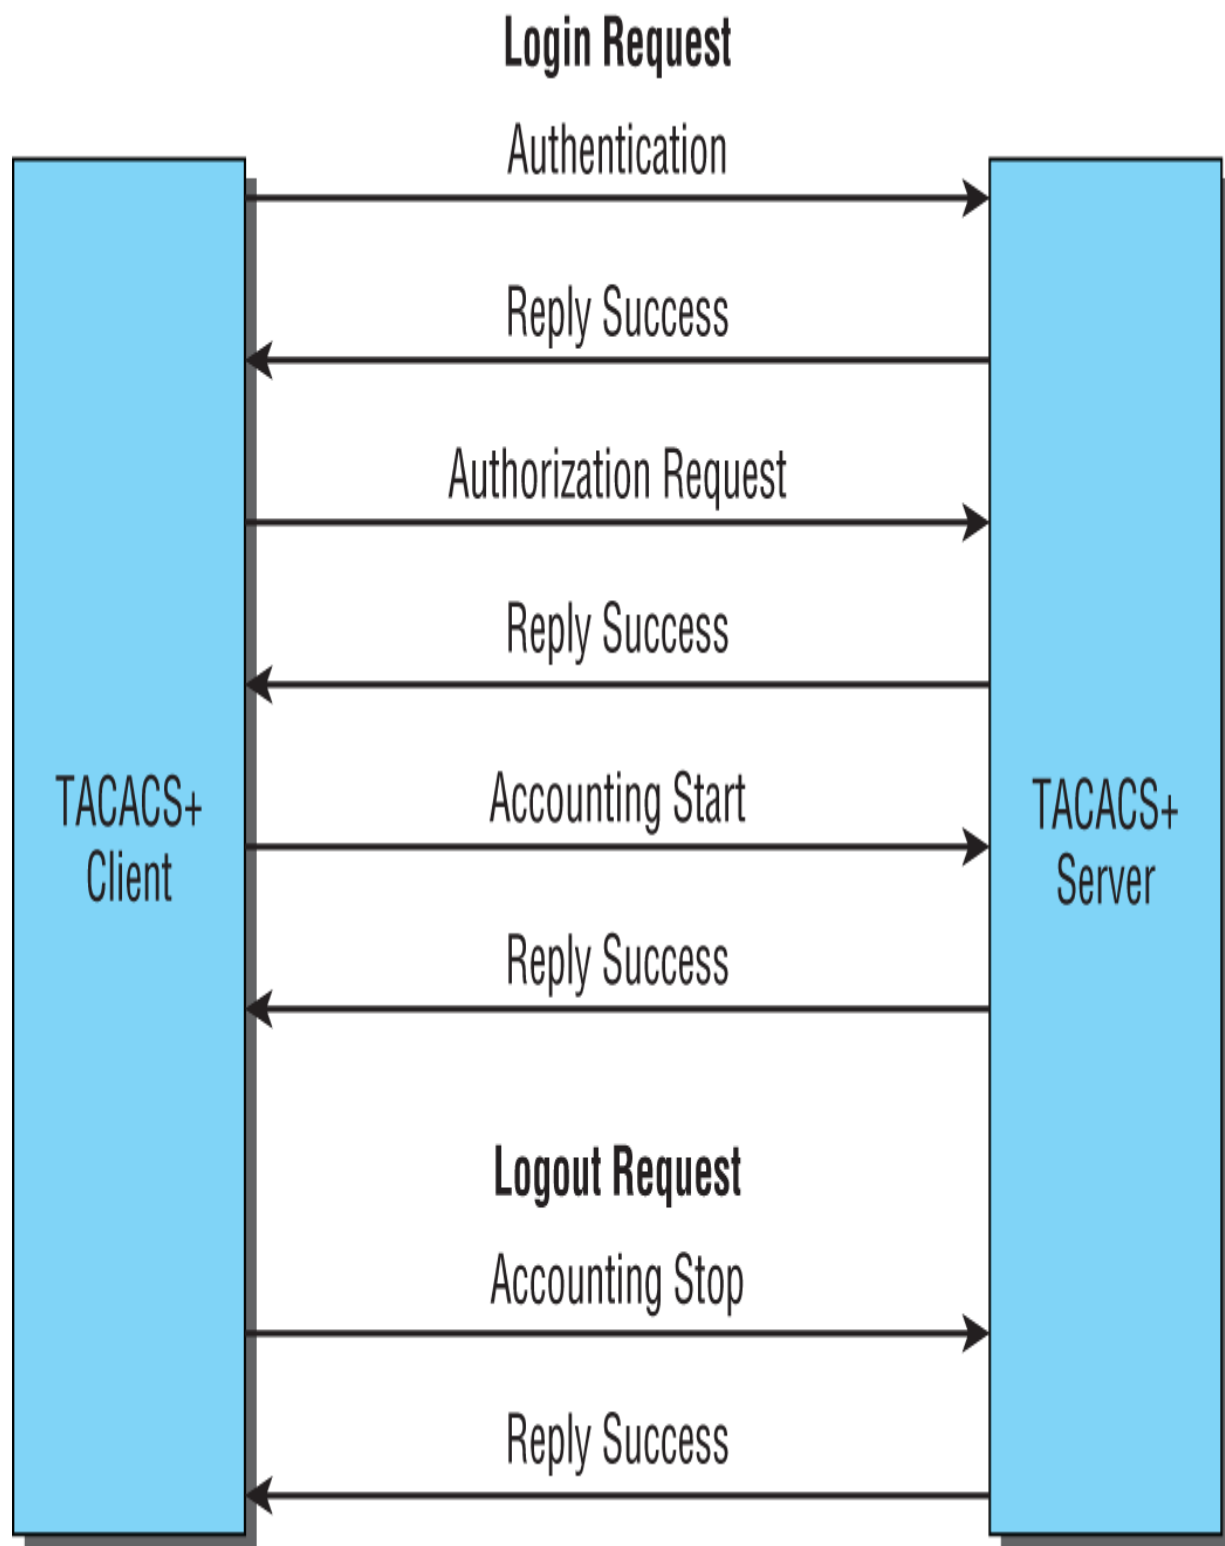 Login Request
Authentication
Reply Success
Authorization Request
Reply Success
Accounting Start
TACACS+
Client
TACACS+
Server
Reply Success
Logout Request
Accounting Stop
Reply Success